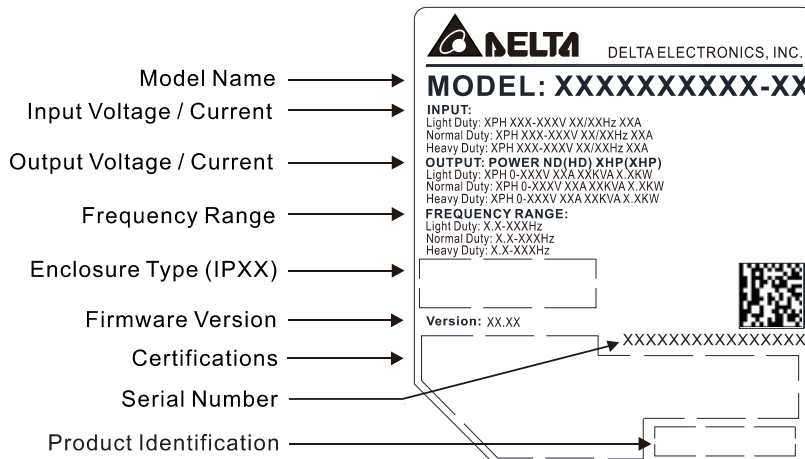 DELTA
DELTA ELECTRONICS, INC.
Model Name
MODEL: XXXXXXXXXX-XX
Input Voltage / Current
INPUT:
Light Duty: XPH XXX-XXXV XX/XXHz XXA
Normal Duty: XPH XXX-XXXV XX/XXHz XXA
Heavy Duty: XPH XXX-XXXV XX/XXHz XXA
Output Voltage / Current
OUTPUT: POWER ND(HD) XHP(XHP)
Light Duty: XPH 0-XXXV XXA XXKVA X.XKW
Normal Duty: XPH 0-XXXV XXA XXKVA X.XKW
Heavy Duty: XPH 0-XXXV XXA XXKVA X.XKW
Frequency Range
FREQUENCY RANGE:
Light Duty: X.X-XXXHz
Normal Duty: X.X-XXXHz
Heavy Duty: X.X-XXXHz
Enclosure Type (IPXX)
Firmware Version
Version: XX.XX
Certifications
XXXXXXXXXXXXXXXX
Serial Number
Product Identification